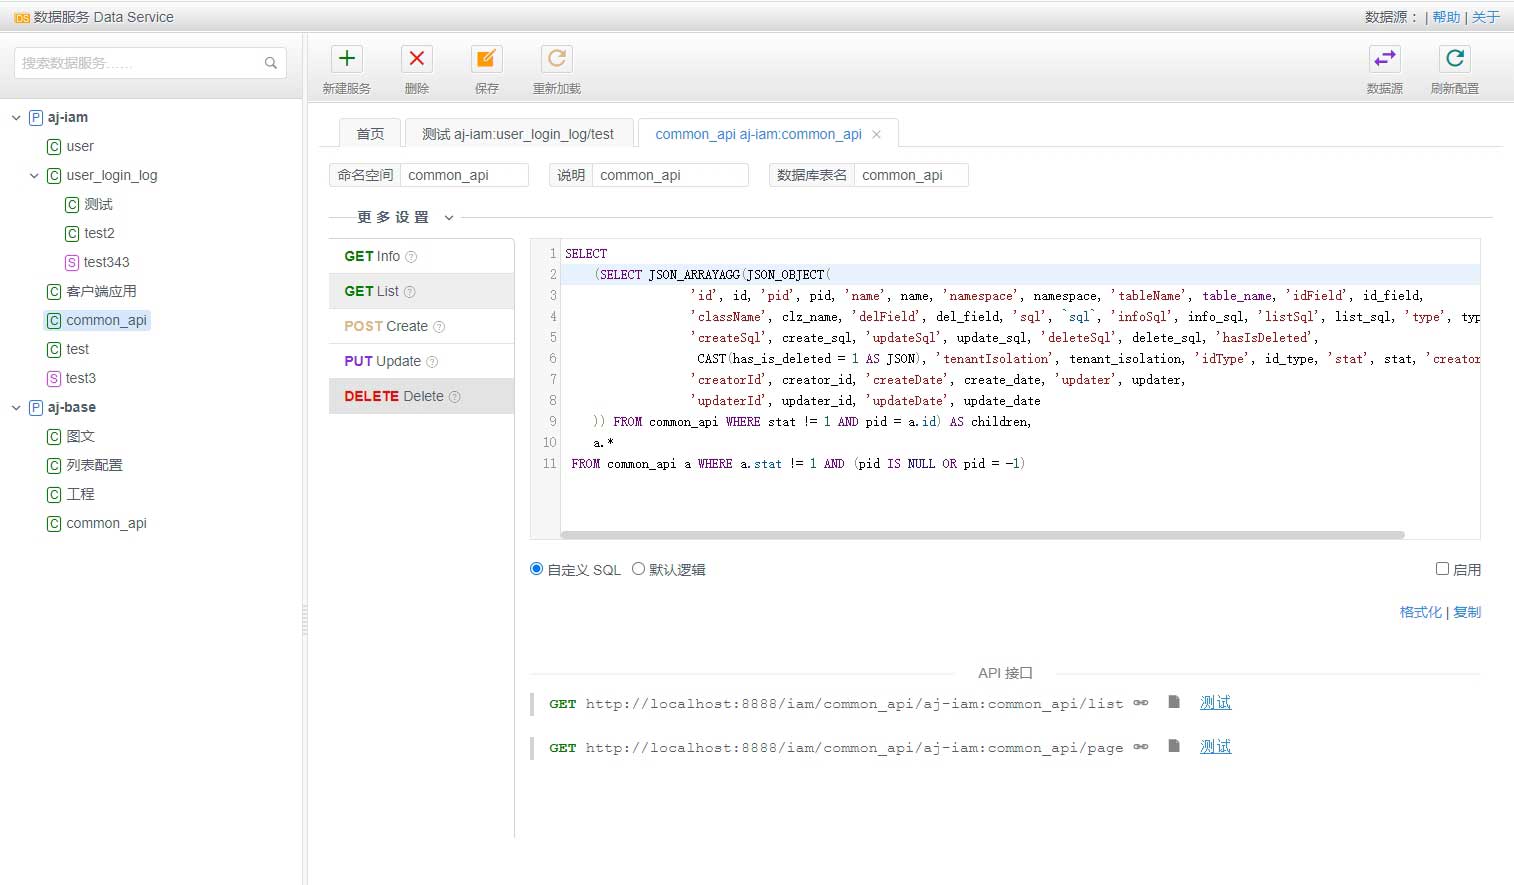 DS 数据服务 Data Service
数据源： | 帮助 | 关于
搜索数据服务......
新建服务
删除
保存
重新加载
数据源
刷新配置
P aj-iam
C user
C user_login_log
C 测试
C test2
S test343
C 客户端应用
C common_api
C test
S test3
P aj-base
C 图文
C 列表配置
C 工程
C common_api
首页
测试 aj-iam:user_login_log/test
common_api aj-iam:common_api ×
命名空间 common_api
说明 common_api
数据库表名 common_api
更 多 设 置
GET Info ?
GET List ?
POST Create ?
PUT Update ?
DELETE Delete ?
1 SELECT
2 (SELECT JSON_ARRAYAGG(JSON_OBJECT(
3 'id', id, 'pid', pid, 'name', name, 'namespace', namespace, 'tableName', table_name, 'idField', id_field,
4 'className', clz_name, 'delField', del_field, 'sql', `sql`, 'infoSql', info_sql, 'listSql', list_sql, 'type', typ
5 'createSql', create_sql, 'updateSql', update_sql, 'deleteSql', delete_sql, 'hasIsDeleted',
6 CAST(has_is_deleted = 1 AS JSON), 'tenantIsolation', tenant_isolation, 'idType', id_type, 'stat', stat, 'creator
7 'creatorId', creator_id, 'createDate', create_date, 'updater', updater,
8 'updaterId', updater_id, 'updateDate', update_date
9 )) FROM common_api WHERE stat != 1 AND pid = a.id) AS children,
10 a.*
11 FROM common_api a WHERE a.stat != 1 AND (pid IS NULL OR pid = -1)
自定义 SQL 默认逻辑
启用
格式化 | 复制
API 接口
GET http://localhost:8888/iam/common_api/aj-iam:common_api/list 测试
GET http://localhost:8888/iam/common_api/aj-iam:common_api/page 测试